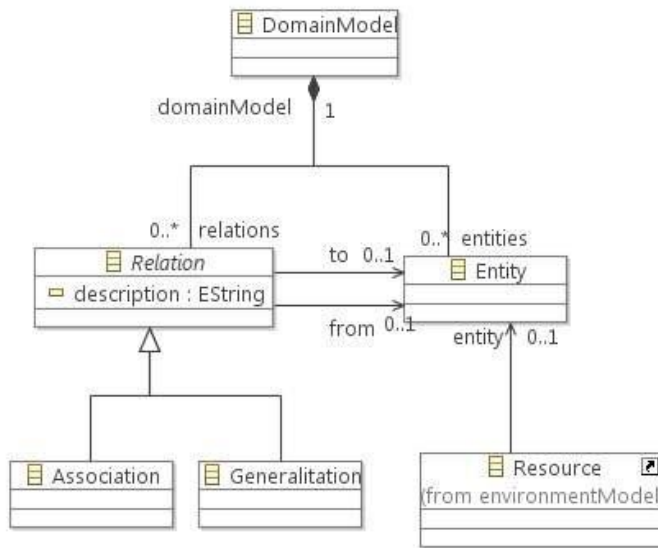 DomainModel
domainModel 1
0..* relations
0..* entities
Relation
description : EString
to 0..1
from 0..1
Entity
entity 0..1
Association
Generalitation
Resource
(from environmentModel